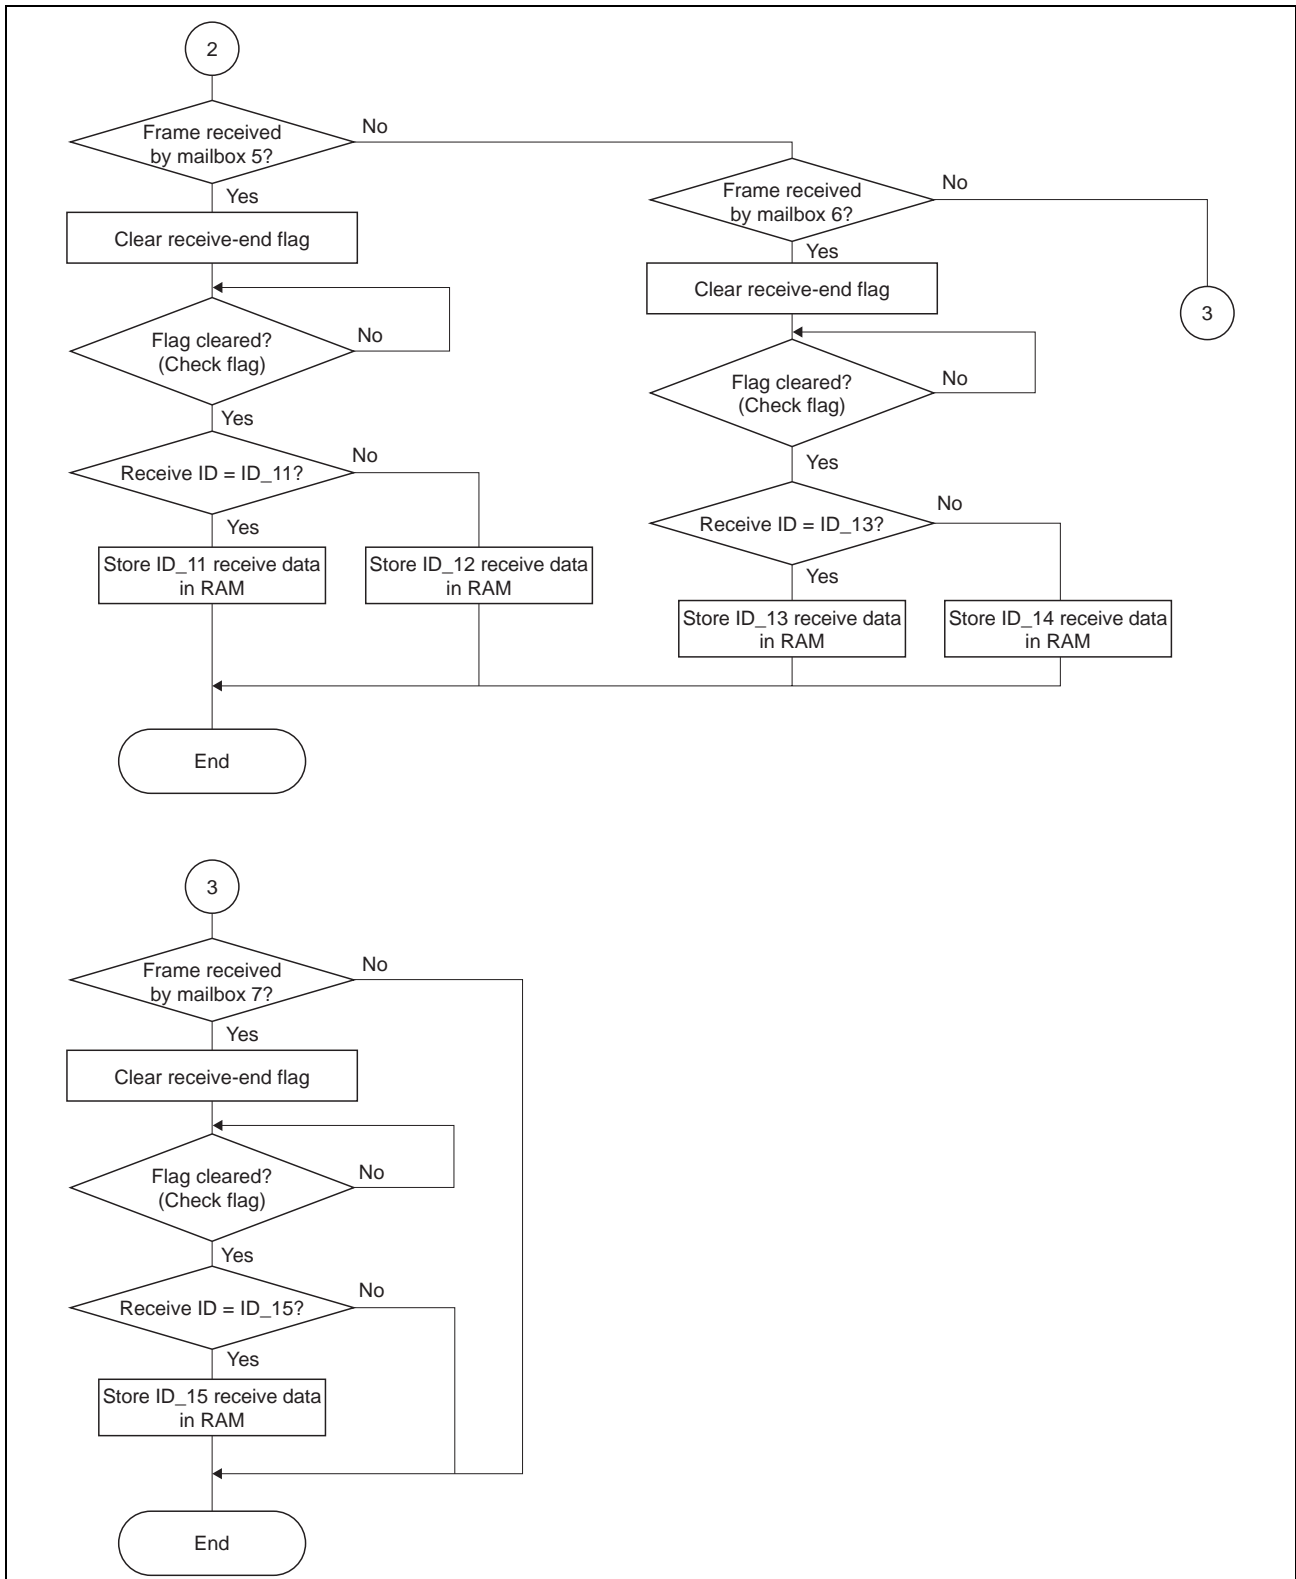 2
Frame received
by mailbox 5?
No
Yes
Clear receive-end flag
Flag cleared?
(Check flag)
No
Yes
Receive ID = ID_11?
No
Yes
Store ID_11 receive data
in RAM
Store ID_12 receive data
in RAM
Frame received
by mailbox 6?
No
Yes
Clear receive-end flag
3
Flag cleared?
(Check flag)
No
Yes
Receive ID = ID_13?
No
Yes
Store ID_13 receive data
in RAM
Store ID_14 receive data
in RAM
End
3
Frame received
by mailbox 7?
No
Yes
Clear receive-end flag
Flag cleared?
(Check flag)
No
Yes
Receive ID = ID_15?
No
Yes
Store ID_15 receive data
in RAM
End